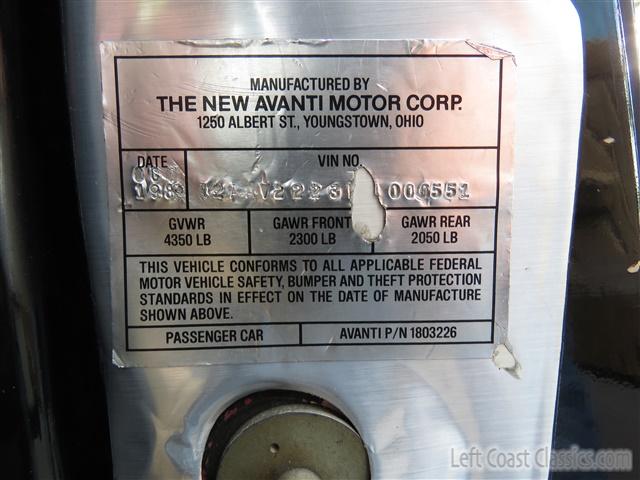 MANUFACTURED BY
THE NEW AVANTI MOTOR CORP.
1250 ALBERT ST., YOUNGSTOWN, OHIO
DATE VIN NO.
OCT
006551
GVWR GAWR FRONT GAWR REAR
4350 LB 2300 LB 2050 LB
THIS VEHICLE CONFORMS TO ALL APPLICABLE FEDERAL
MOTOR VEHICLE SAFETY, BUMPER AND THEFT PROTECTION
STANDARDS IN EFFECT ON THE DATE OF MANUFACTURE
SHOWN ABOVE.
PASSENGER CAR AVANTI P/N 1803226
Left Coast Classics.com